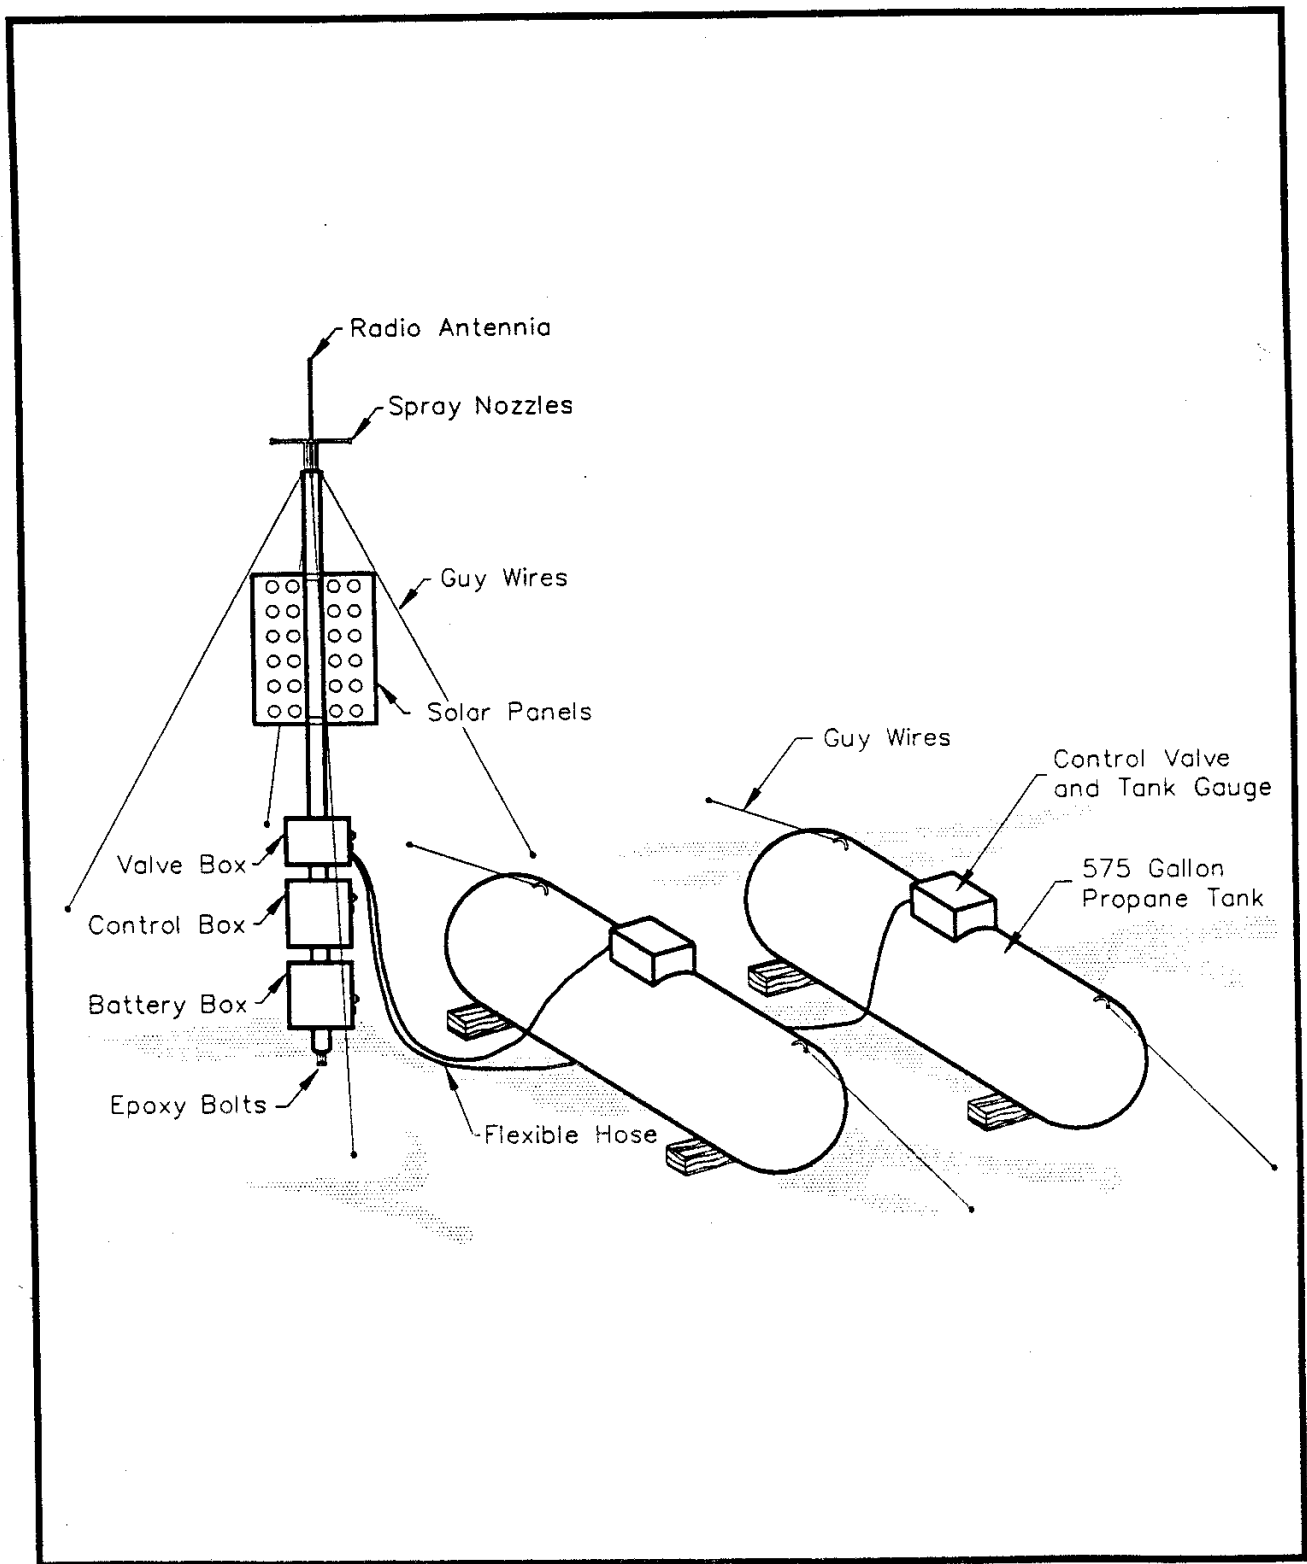 Radio Antennia
Spray Nozzles
Guy Wires
Solar Panels
Guy Wires
Control Valve
and Tank Gauge
Valve Box
575 Gallon
Propane Tank
Control Box
Battery Box
Epoxy Bolts
Flexible Hose